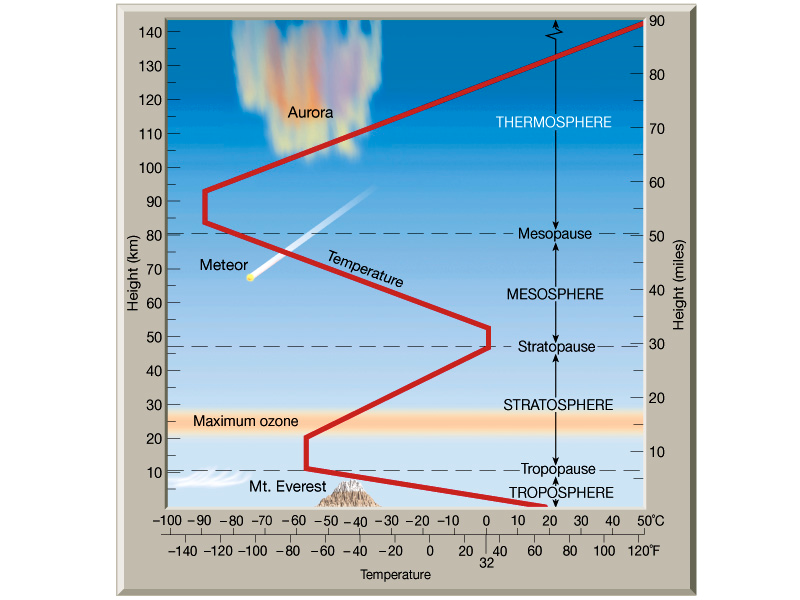 140
130
120
110
100
90
80
70
60
50
40
30
20
10
Height (km)
90
80
70
60
50
40
30
20
10
Height (miles)
Aurora
THERMOSPHERE
Mesopause
Meteor
Temperature
MESOSPHERE
Stratopause
STRATOSPHERE
Maximum ozone
Tropopause
Mt. Everest
TROPOSPHERE
−100 −90 −80 −70 −60 −50 −40 −30 −20 −10 0 10 20 30 40 50°C
−140 −120 −100 −80 −60 −40 −20 0 20 40 60 80 100 120°F
32
Temperature